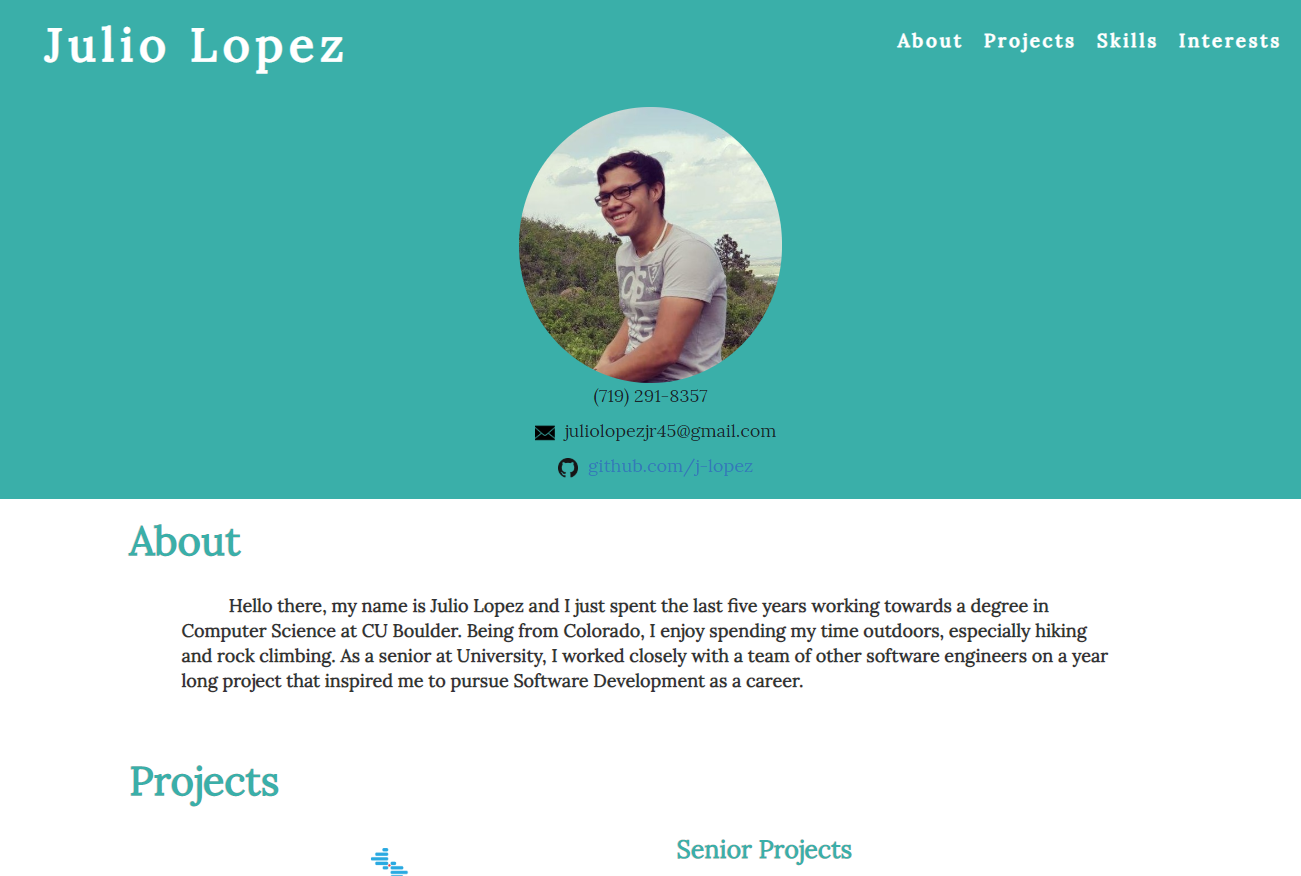 Julio Lopez
About Projects Skills Interests
(719) 291-8357
juliolopezjr45@gmail.com
github.com/j-lopez
About
Hello there, my name is Julio Lopez and I just spent the last five years working towards a degree in
Computer Science at CU Boulder. Being from Colorado, I enjoy spending my time outdoors, especially hiking
and rock climbing. As a senior at University, I worked closely with a team of other software engineers on a year
long project that inspired me to pursue Software Development as a career.
Projects
Senior Projects